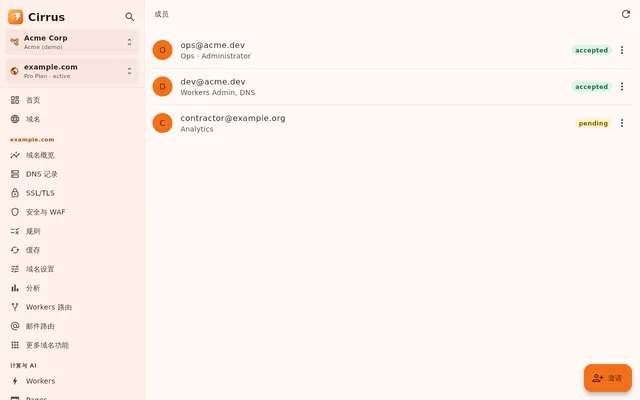 Cirrus
Acme Corp
Acme (demo)
example.com
Pro Plan · active
首页
域名
example.com
域名概览
DNS 记录
SSL/TLS
安全与 WAF
规则
缓存
域名设置
分析
Workers 路由
邮件路由
更多域名功能
计算与 AI
Workers
Pages
成员
O
ops@acme.dev
Ops · Administrator
accepted
D
dev@acme.dev
Workers Admin, DNS
accepted
C
contractor@example.org
Analytics
pending
邀请